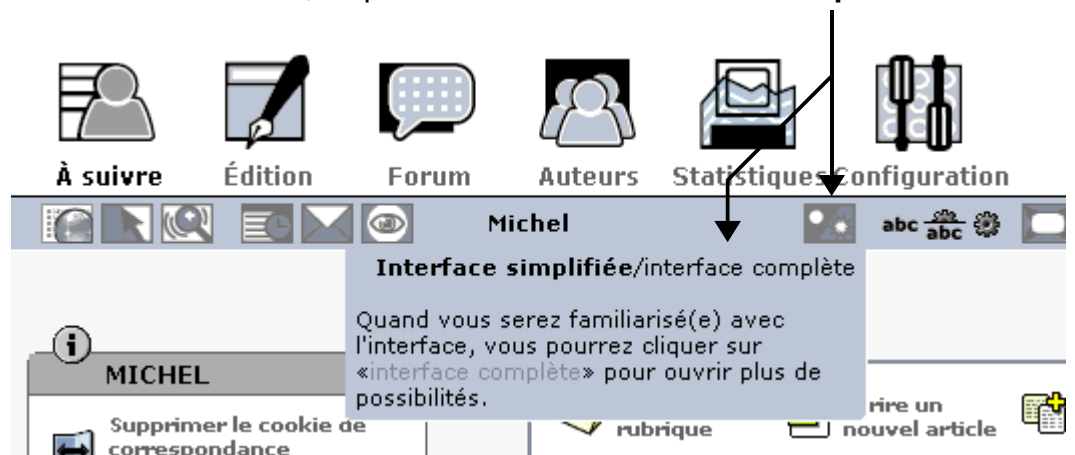 À suivre Édition Forum Auteurs Statistiques Configuration
Michel abc abc
Interface simplifiée/interface complète
Quand vous serez familiarisé(e) avec
l'interface, vous pourrez cliquer sur
«interface complète» pour ouvrir plus de
possibilités.
MICHEL
Supprimer le cookie de
correspondance
rubrique
rire un
nouvel article